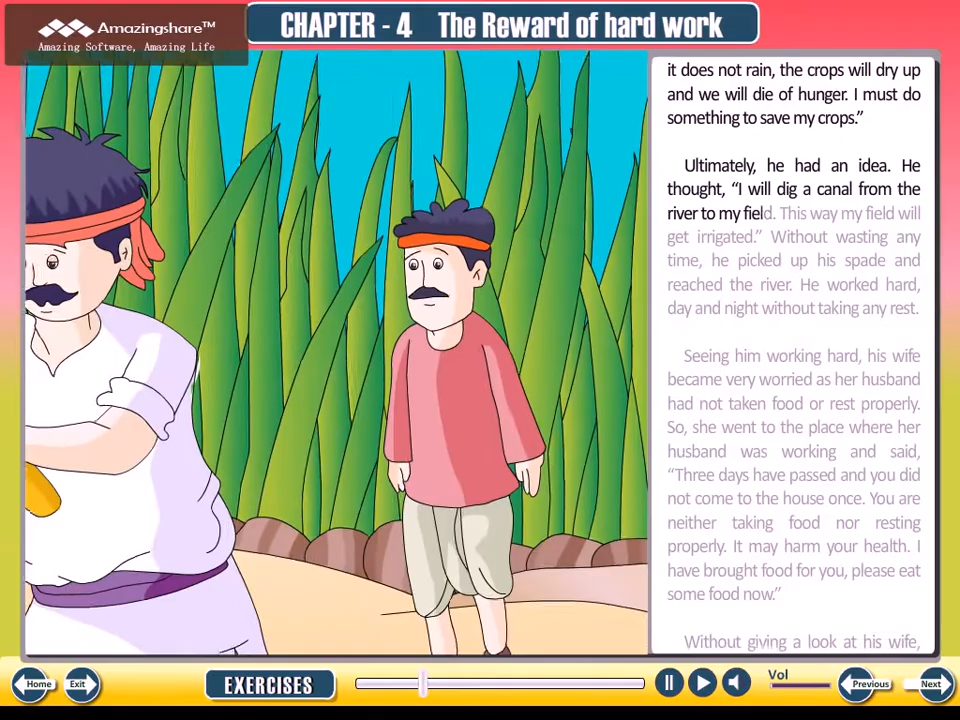 Amazingshare™
Amazing Software, Amazing Life
CHAPTER - 4 The Reward of hard work
it does not rain, the crops will dry up
and we will die of hunger. I must do
something to save my crops.”
Ultimately, he had an idea. He
thought, “I will dig a canal from the
river to my field. This way my field will
get irrigated.” Without wasting any
time, he picked up his spade and
reached the river. He worked hard,
day and night without taking any rest.
Seeing him working hard, his wife
became very worried as her husband
had not taken food or rest properly.
So, she went to the place where her
husband was working and said,
“Three days have passed and you did
not come to the house once. You are
neither taking food nor resting
properly. It may harm your health. I
have brought food for you, please eat
some food now.”
Without giving a look at his wife,
Home
Exit
EXERCISES
Vol
Previous
Next